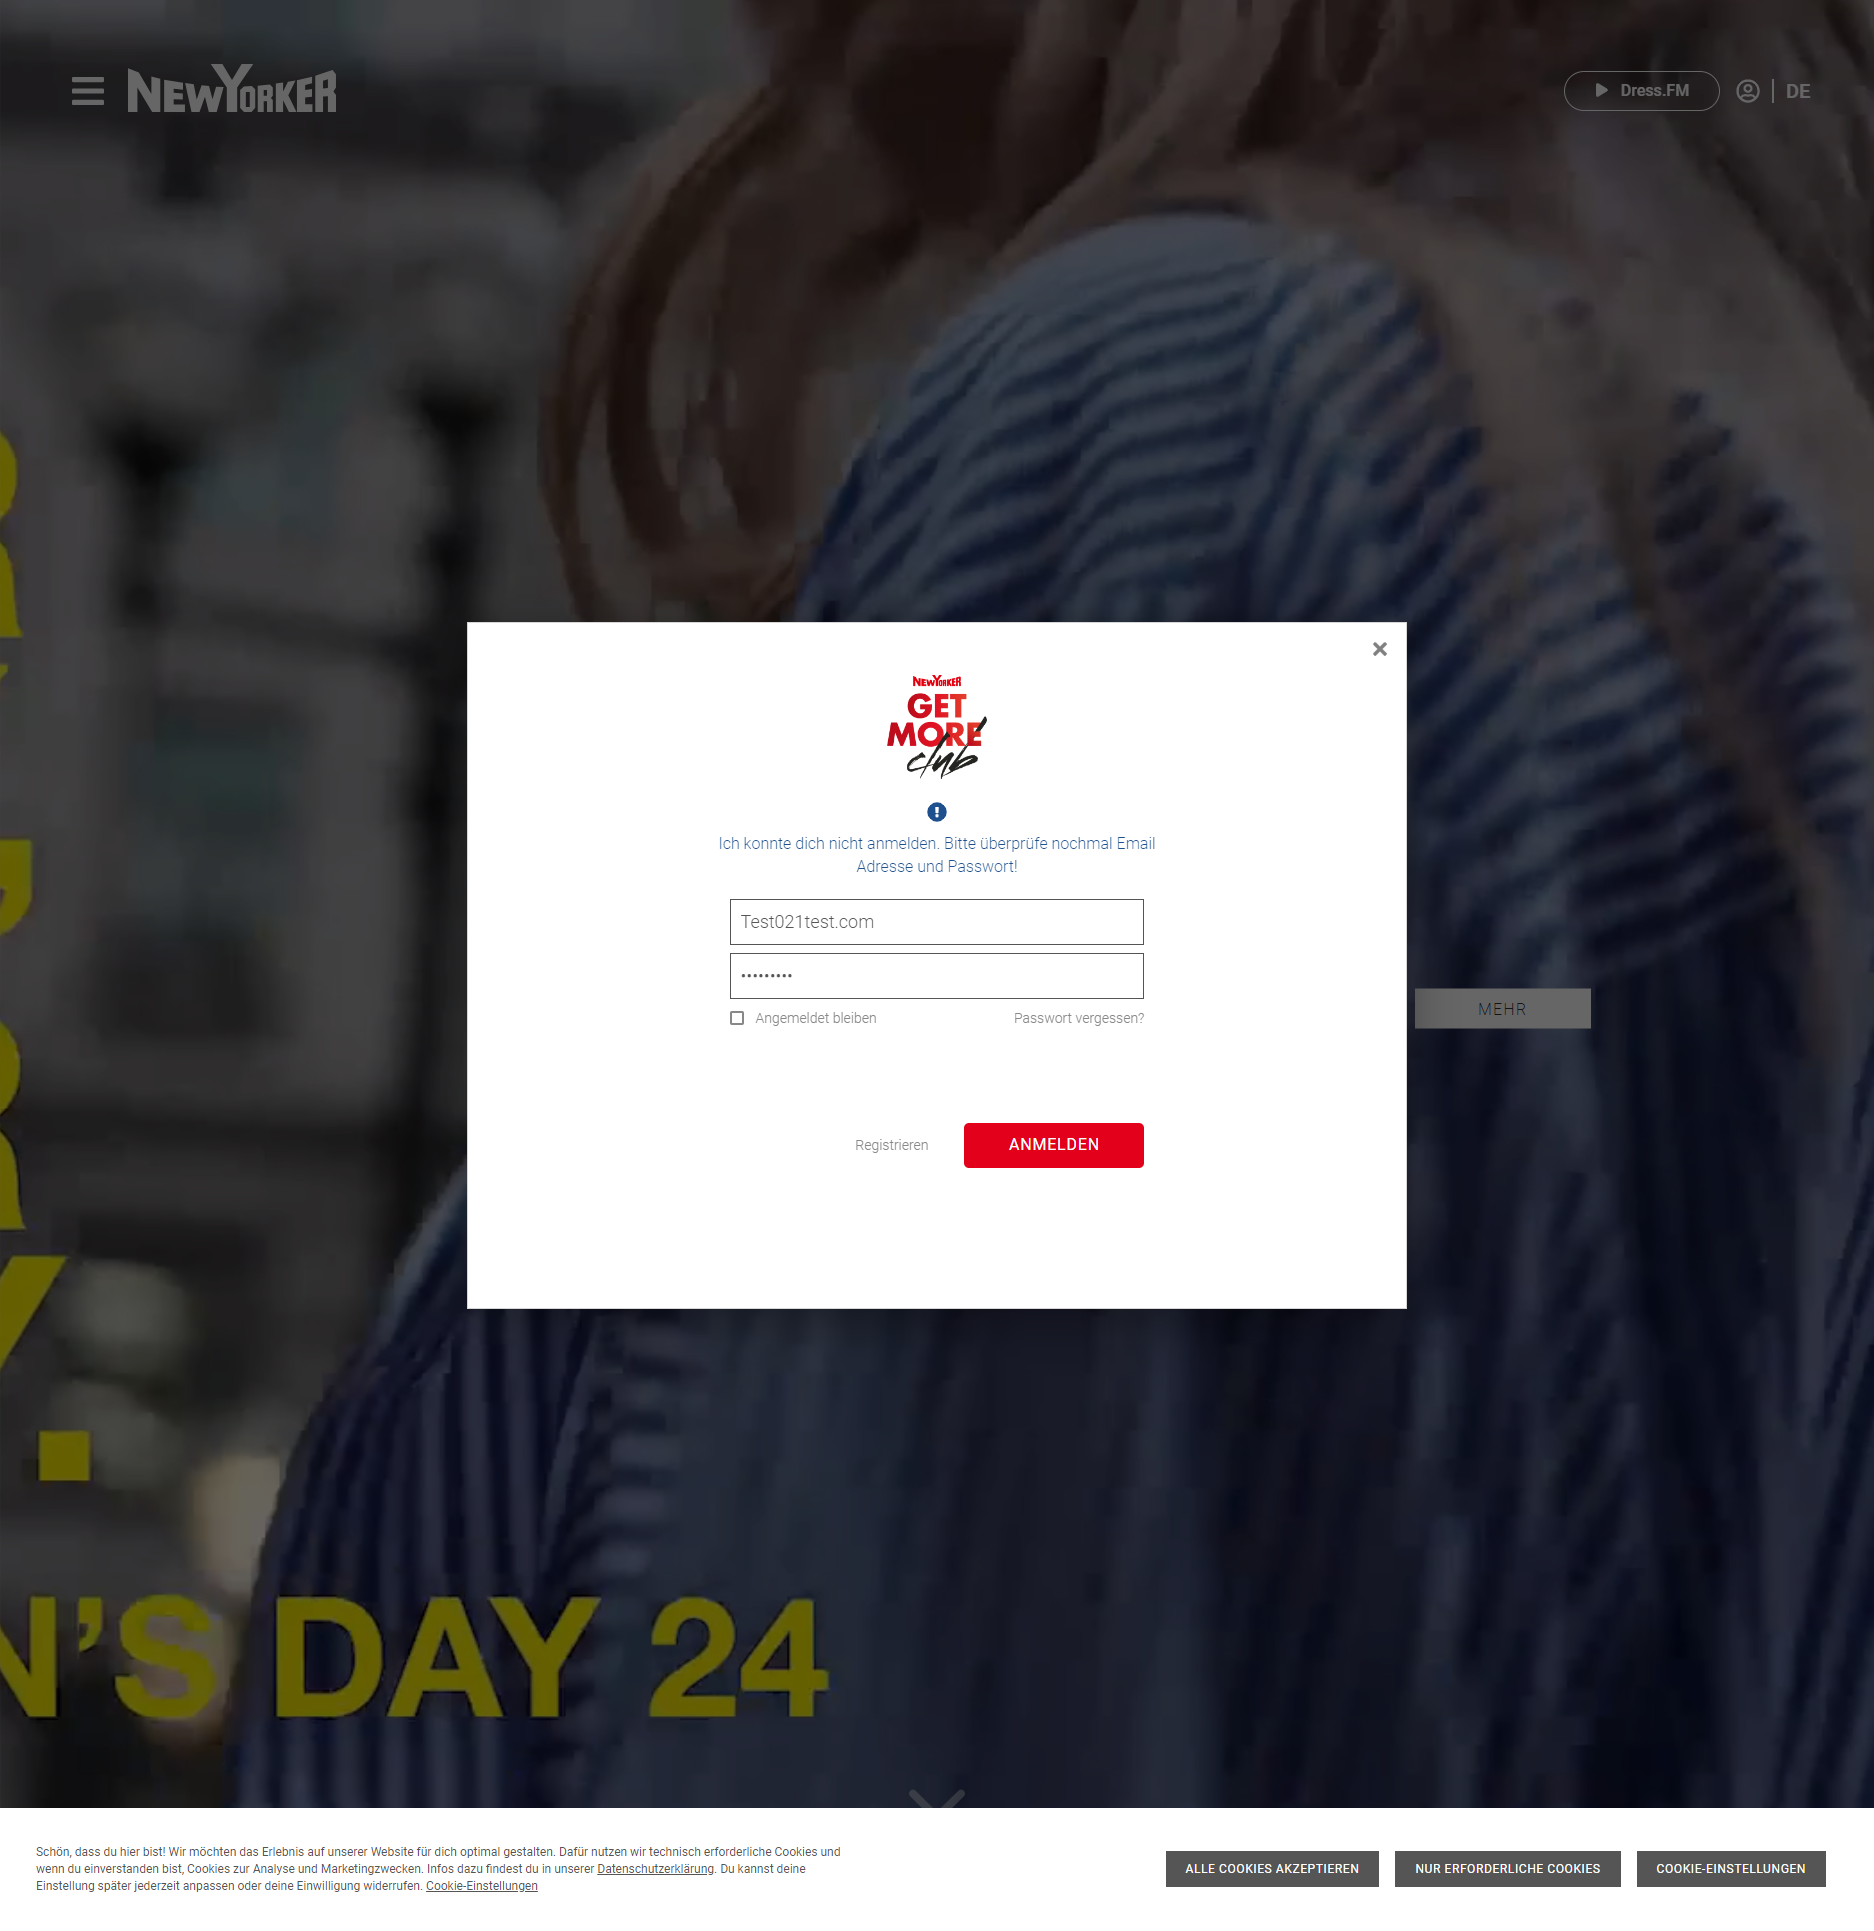 NEWYORKER
Dress.FM
DE
NEWYORKER
GET
MORE
club
Ich konnte dich nicht anmelden. Bitte überprüfe nochmal Email
Adresse und Passwort!
Test021test.com
•••••••••
Angemeldet bleiben
Passwort vergessen?
MEHR
Registrieren
ANMELDEN
N'S DAY 24
Schön, dass du hier bist! Wir möchten das Erlebnis auf unserer Website für dich optimal gestalten. Dafür nutzen wir technisch erforderliche Cookies und
wenn du einverstanden bist, Cookies zur Analyse und Marketingzwecken. Infos dazu findest du in unserer Datenschutzerklärung. Du kannst deine
Einstellung später jederzeit anpassen oder deine Einwilligung widerrufen. Cookie-Einstellungen
ALLE COOKIES AKZEPTIEREN
NUR ERFORDERLICHE COOKIES
COOKIE-EINSTELLUNGEN